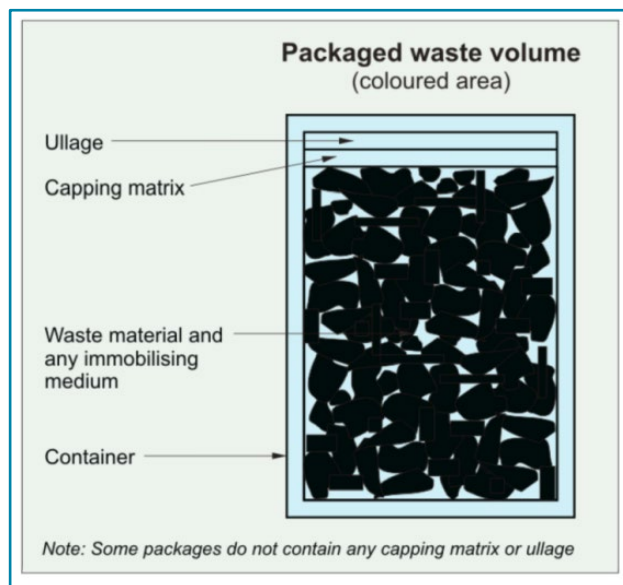 Packaged waste volume
(coloured area)
Ullage
Capping matrix
Waste material and
any immobilising
medium
Container
Note: Some packages do not contain any capping matrix or ullage